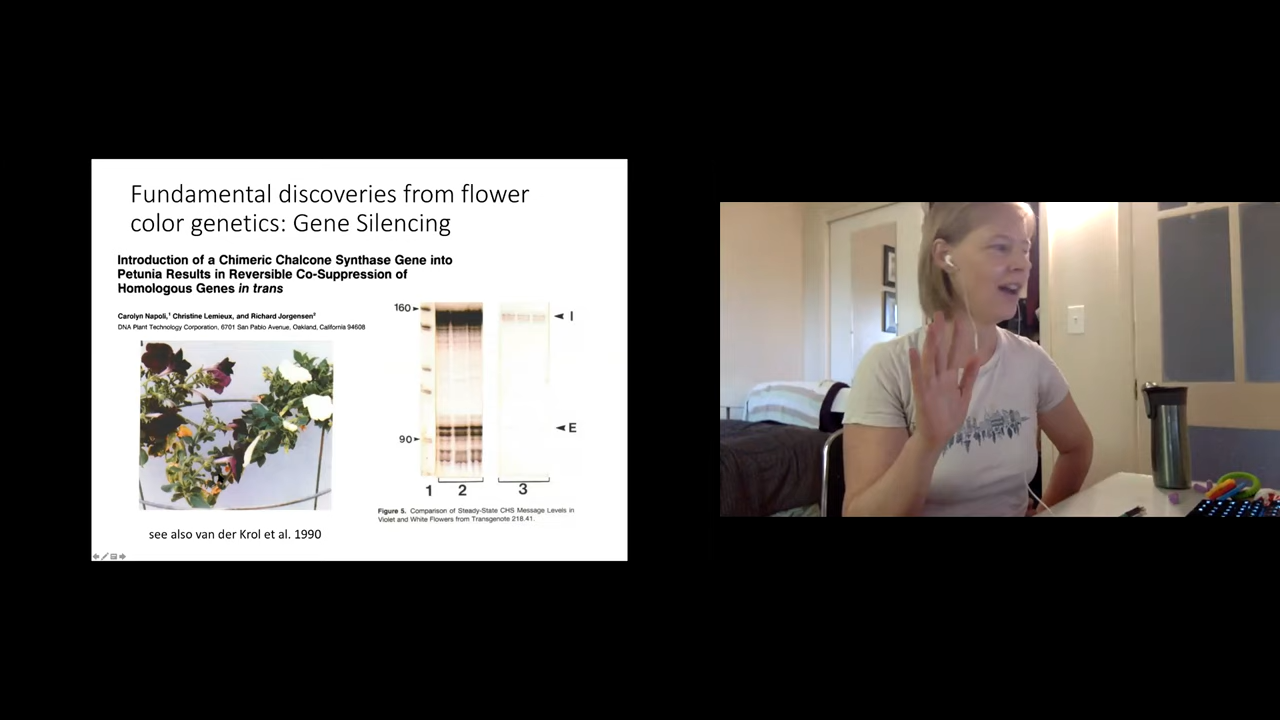 Fundamental discoveries from flower
color genetics: Gene Silencing
Introduction of a Chimeric Chalcone Synthase Gene into
Petunia Results in Reversible Co-Suppression of
Homologous Genes in trans
Carolyn Napoli,¹ Christine Lemieux, and Richard Jorgensen²
DNA Plant Technology Corporation, 6701 San Pablo Avenue, Oakland, California 94608
160
I
E
90
1 2 3
Figure 5. Comparison of Steady-State CHS Message Levels in
Violet and White Flowers from Transgenote 218.41.
see also van der Krol et al. 1990